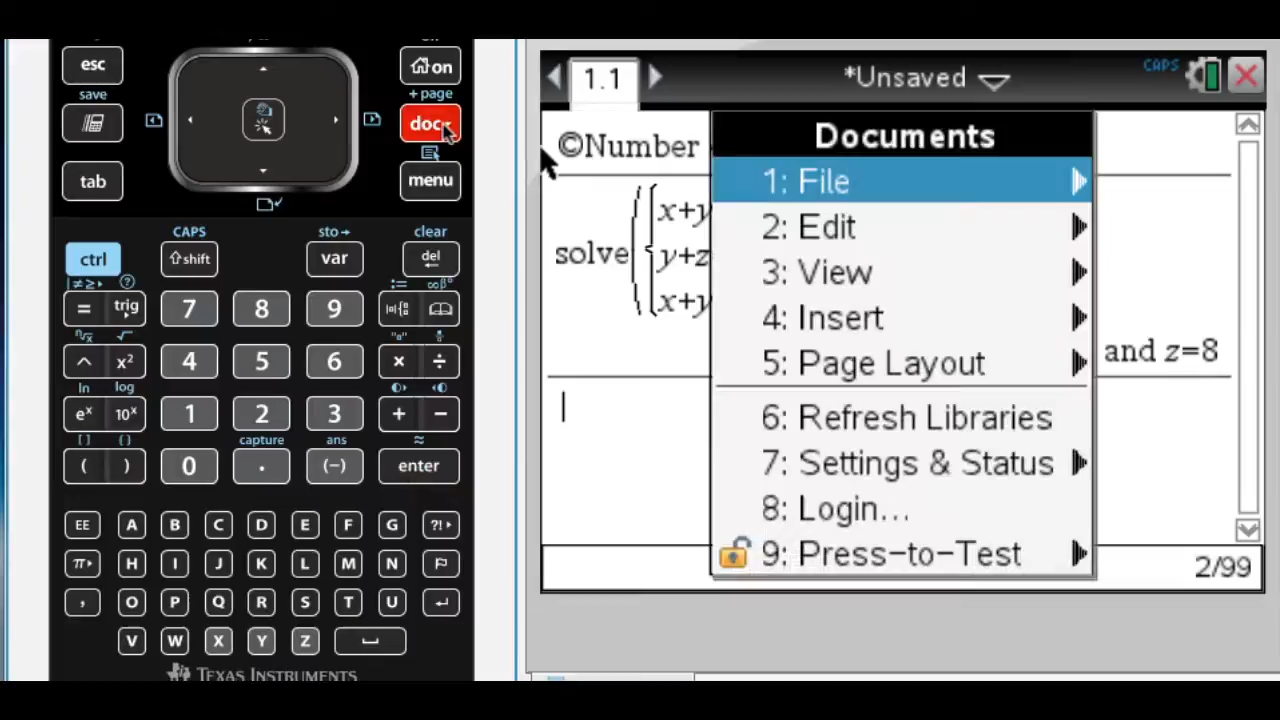 esc
save
tab
on
+ page
doc
menu
CAPS
sto→
clear
ctrl
⇧shift
var
del
←
|≠≥▸
?
:=
∞β°
=
trig
7
8
9
|□|{
ⁿ√x
√
""
^
x²
4
5
6
×
÷
ln
log
eˣ
10ˣ
1
2
3
+
−
[ ]
{ }
capture
ans
≈
(
)
0
.
(−)
enter
EE
A
B
C
D
E
F
G
?!▸
π▸
H
I
J
K
L
M
N
,
O
P
Q
R
S
T
U
↵
V
W
X
Y
Z
TEXAS INSTRUMENTS
1.1
*Unsaved
CAPS
©Number
solve
x+y
y+z
x+y
and z=8
2/99
Documents
1: File
2: Edit
3: View
4: Insert
5: Page Layout
6: Refresh Libraries
7: Settings & Status
8: Login...
9: Press-to-Test